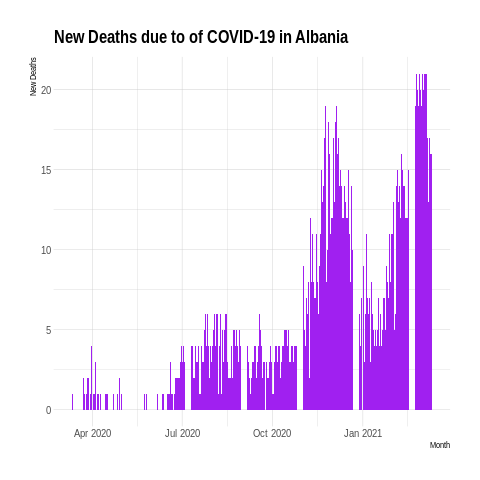 New Deaths due to of COVID-19 in Albania
New Deaths
20
15
10
5
0
Apr 2020
Jul 2020
Oct 2020
Jan 2021
Month